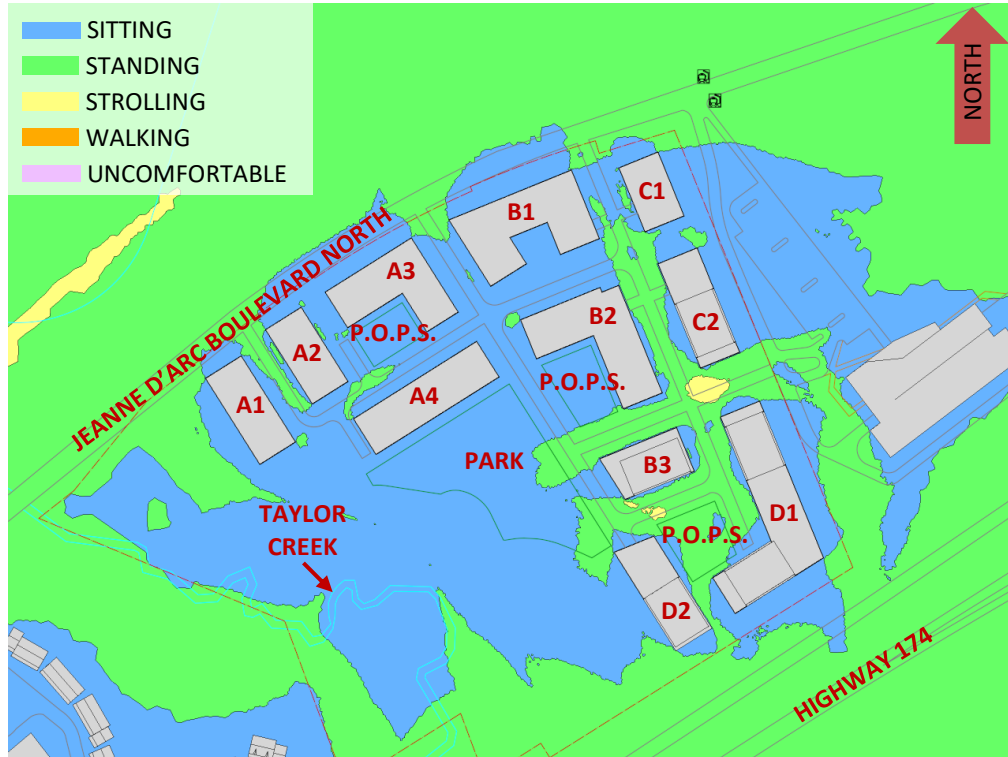 SITTING
STANDING
STROLLING
WALKING
UNCOMFORTABLE
NORTH
JEANNE D'ARC BOULEVARD NORTH
C1
B1
A3
C2
B2
P.O.P.S.
A2
P.O.P.S.
A1
A4
PARK
B3
TAYLOR
CREEK
D1
P.O.P.S.
D2
HIGHWAY 174